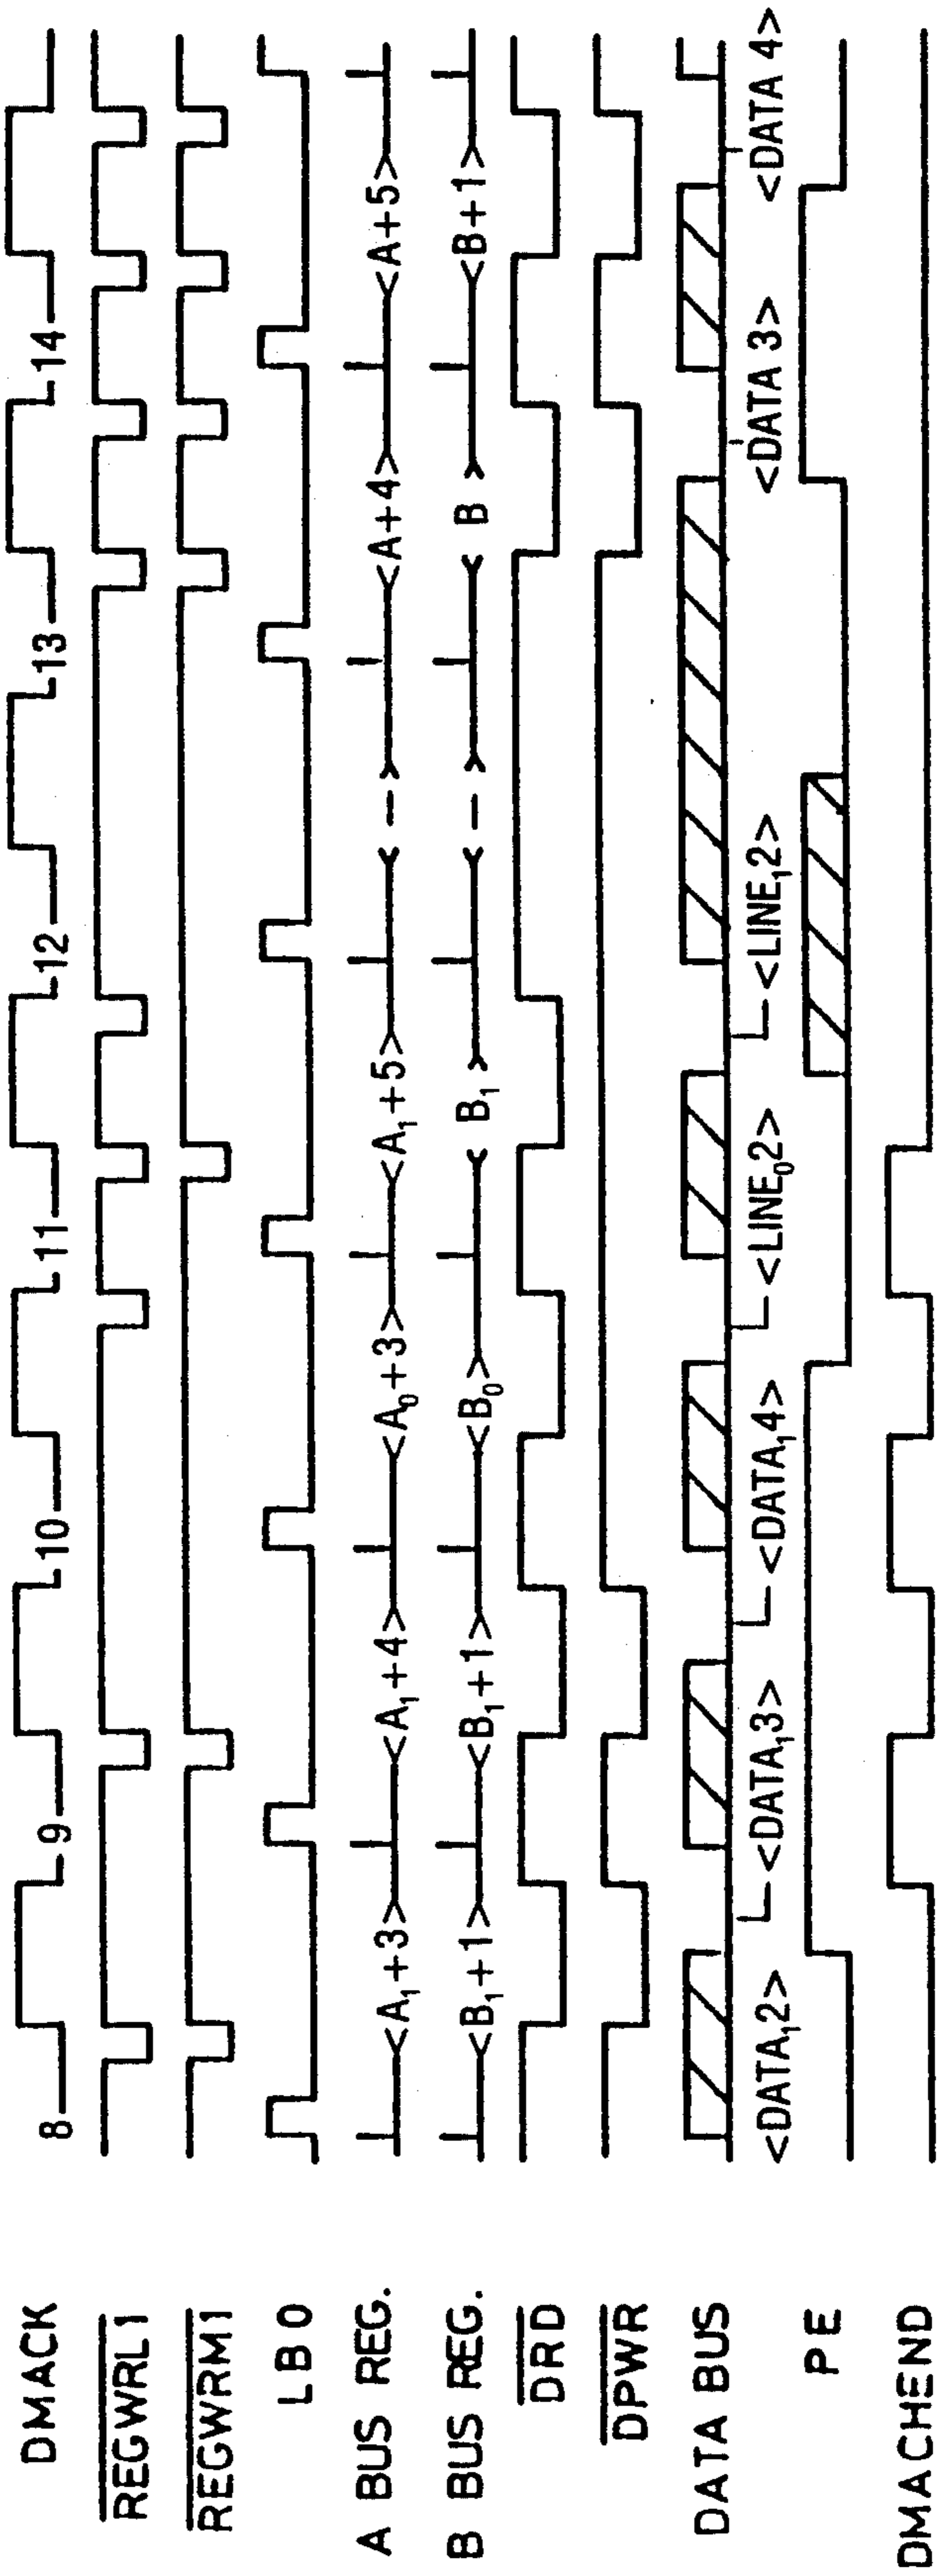 DMACK 8 9 10 11 12 13 14
REGWRL1
REGWRM1
LB0
A BUS REG. <A₁+3> <A₁+4> <A₀+3> <A₁+5> < – > <A+4> <A+5>
B BUS REG. <B₁+1> <B₁+1> <B₀> < B₁ > < – > < B > <B+1>
DRD
DPWR
DATA BUS
<DATA₁2> <DATA₁3> <DATA₁4> <LINE₀2> <LINE₁2> <DATA 3> <DATA 4>
PE
DMACHEND